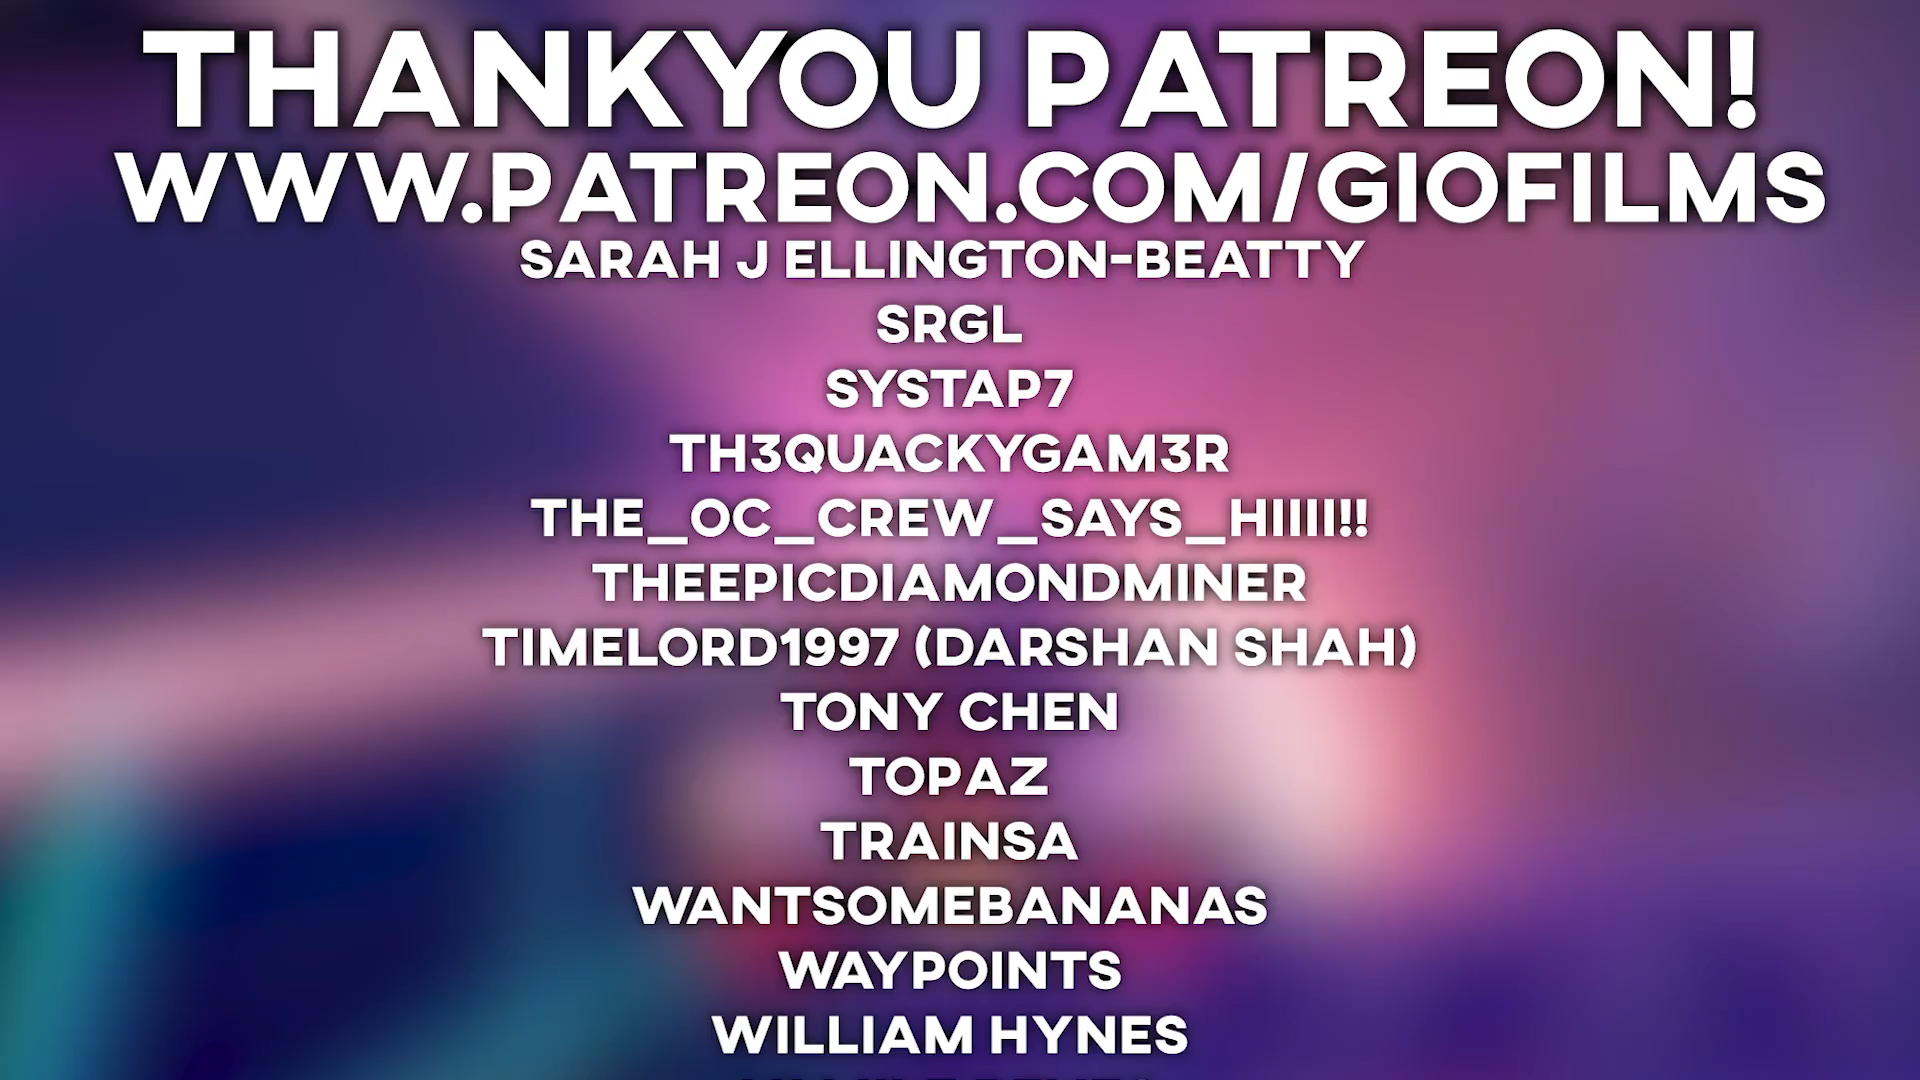 THANKYOU PATREON!
WWW.PATREON.COM/GIOFILMS
SARAH J ELLINGTON-BEATTY
SRGL
SYSTAP7
TH3QUACKYGAM3R
THE_OC_CREW_SAYS_HIIIII!!
THEEPICDIAMONDMINER
TIMELORD1997 (DARSHAN SHAH)
TONY CHEN
TOPAZ
TRAINSA
WANTSOMEBANANAS
WAYPOINTS
WILLIAM HYNES